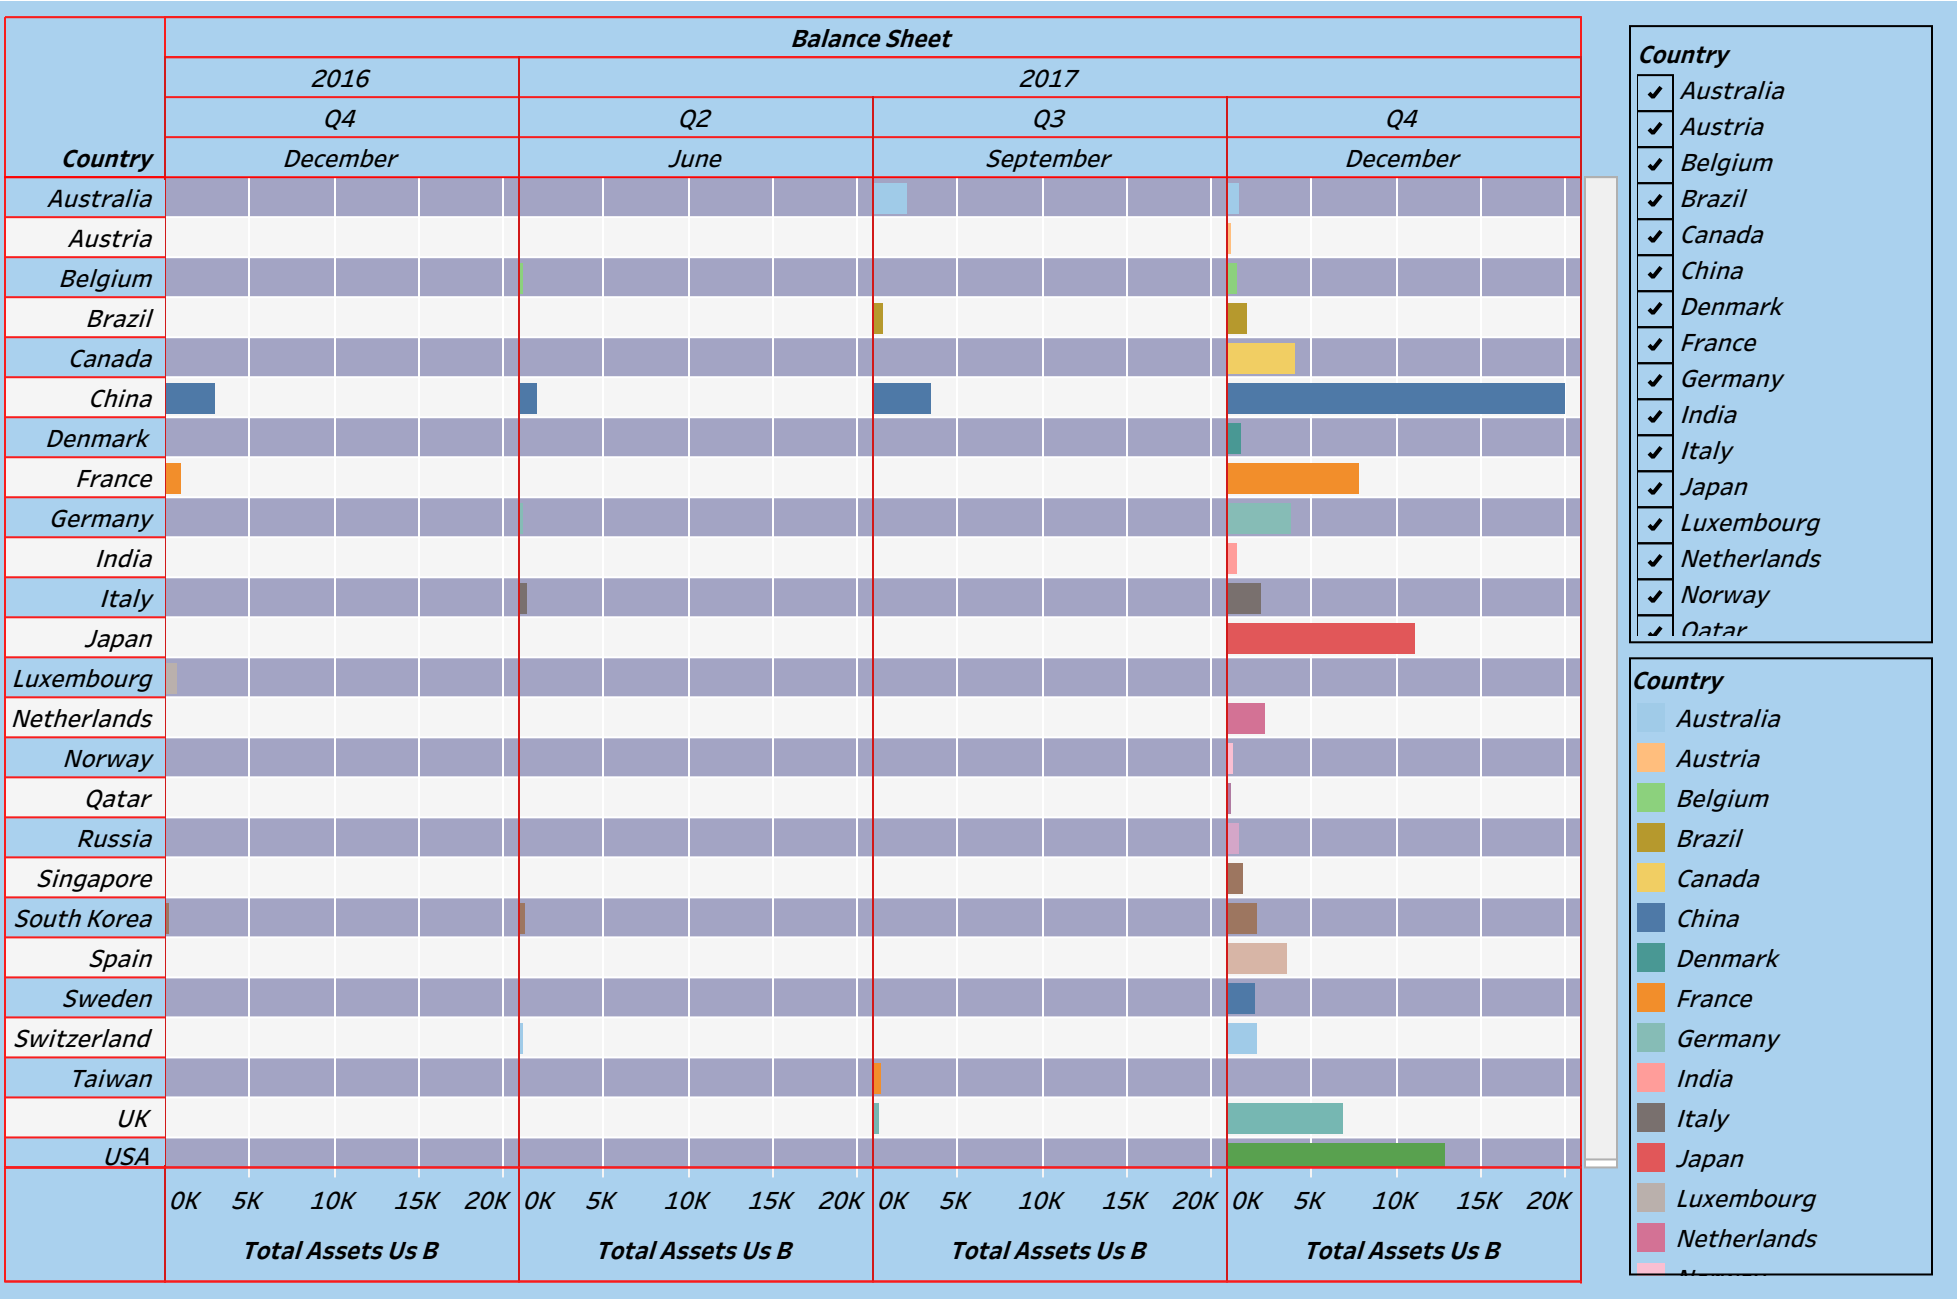 Balance Sheet
2016 2017
Q4 Q2 Q3 Q4
Country December June September December
Australia
Austria
Belgium
Brazil
Canada
China
Denmark
France
Germany
India
Italy
Japan
Luxembourg
Netherlands
Norway
Qatar
Russia
Singapore
South Korea
Spain
Sweden
Switzerland
Taiwan
UK
USA
0K 5K 10K 15K 20K 0K 5K 10K 15K 20K 0K 5K 10K 15K 20K 0K 5K 10K 15K 20K
Total Assets Us B Total Assets Us B Total Assets Us B Total Assets Us B
Country
Australia
Austria
Belgium
Brazil
Canada
China
Denmark
France
Germany
India
Italy
Japan
Luxembourg
Netherlands
Norway
Qatar
Country
Australia
Austria
Belgium
Brazil
Canada
China
Denmark
France
Germany
India
Italy
Japan
Luxembourg
Netherlands